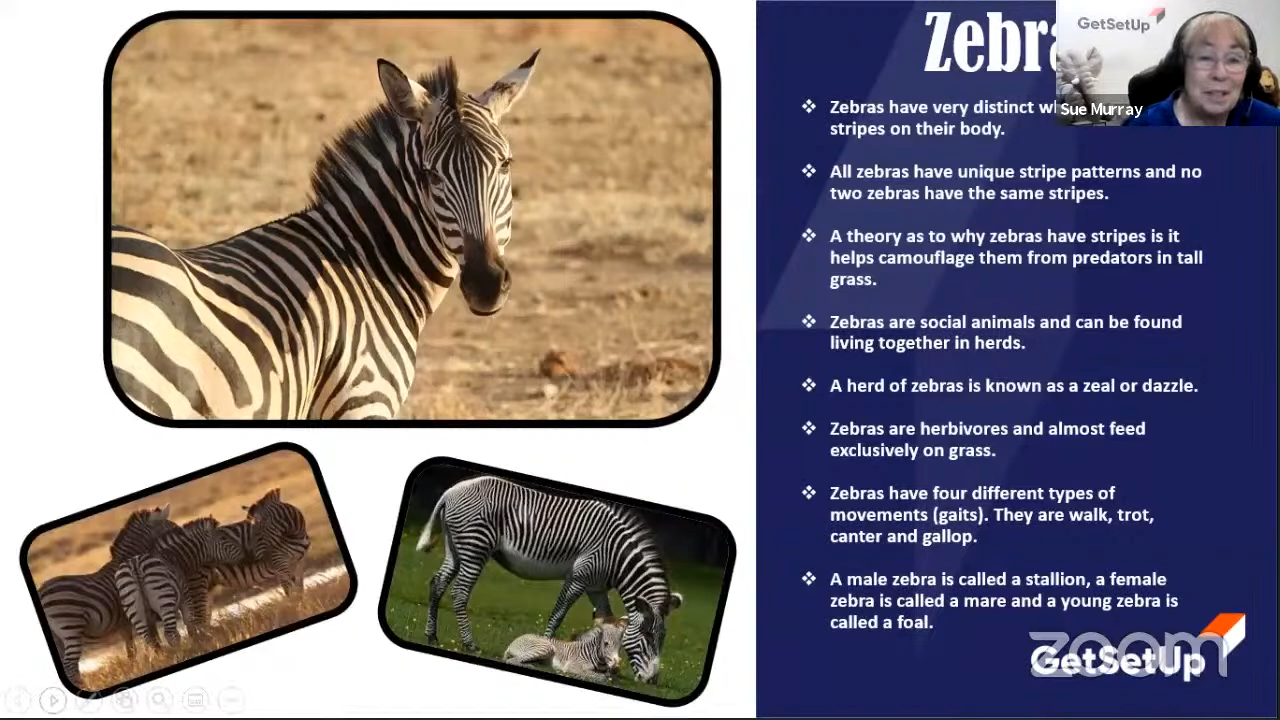 Zebra
GetSetUp
Sue Murray
❖ Zebras have very distinct
stripes on their body.
❖ All zebras have unique stripe patterns and no
two zebras have the same stripes.
❖ A theory as to why zebras have stripes is it
helps camouflage them from predators in tall
grass.
❖ Zebras are social animals and can be found
living together in herds.
❖ A herd of zebras is known as a zeal or dazzle.
❖ Zebras are herbivores and almost feed
exclusively on grass.
❖ Zebras have four different types of
movements (gaits). They are walk, trot,
canter and gallop.
❖ A male zebra is called a stallion, a female
zebra is called a mare and a young zebra is
called a foal.
zoom
GetSetUp